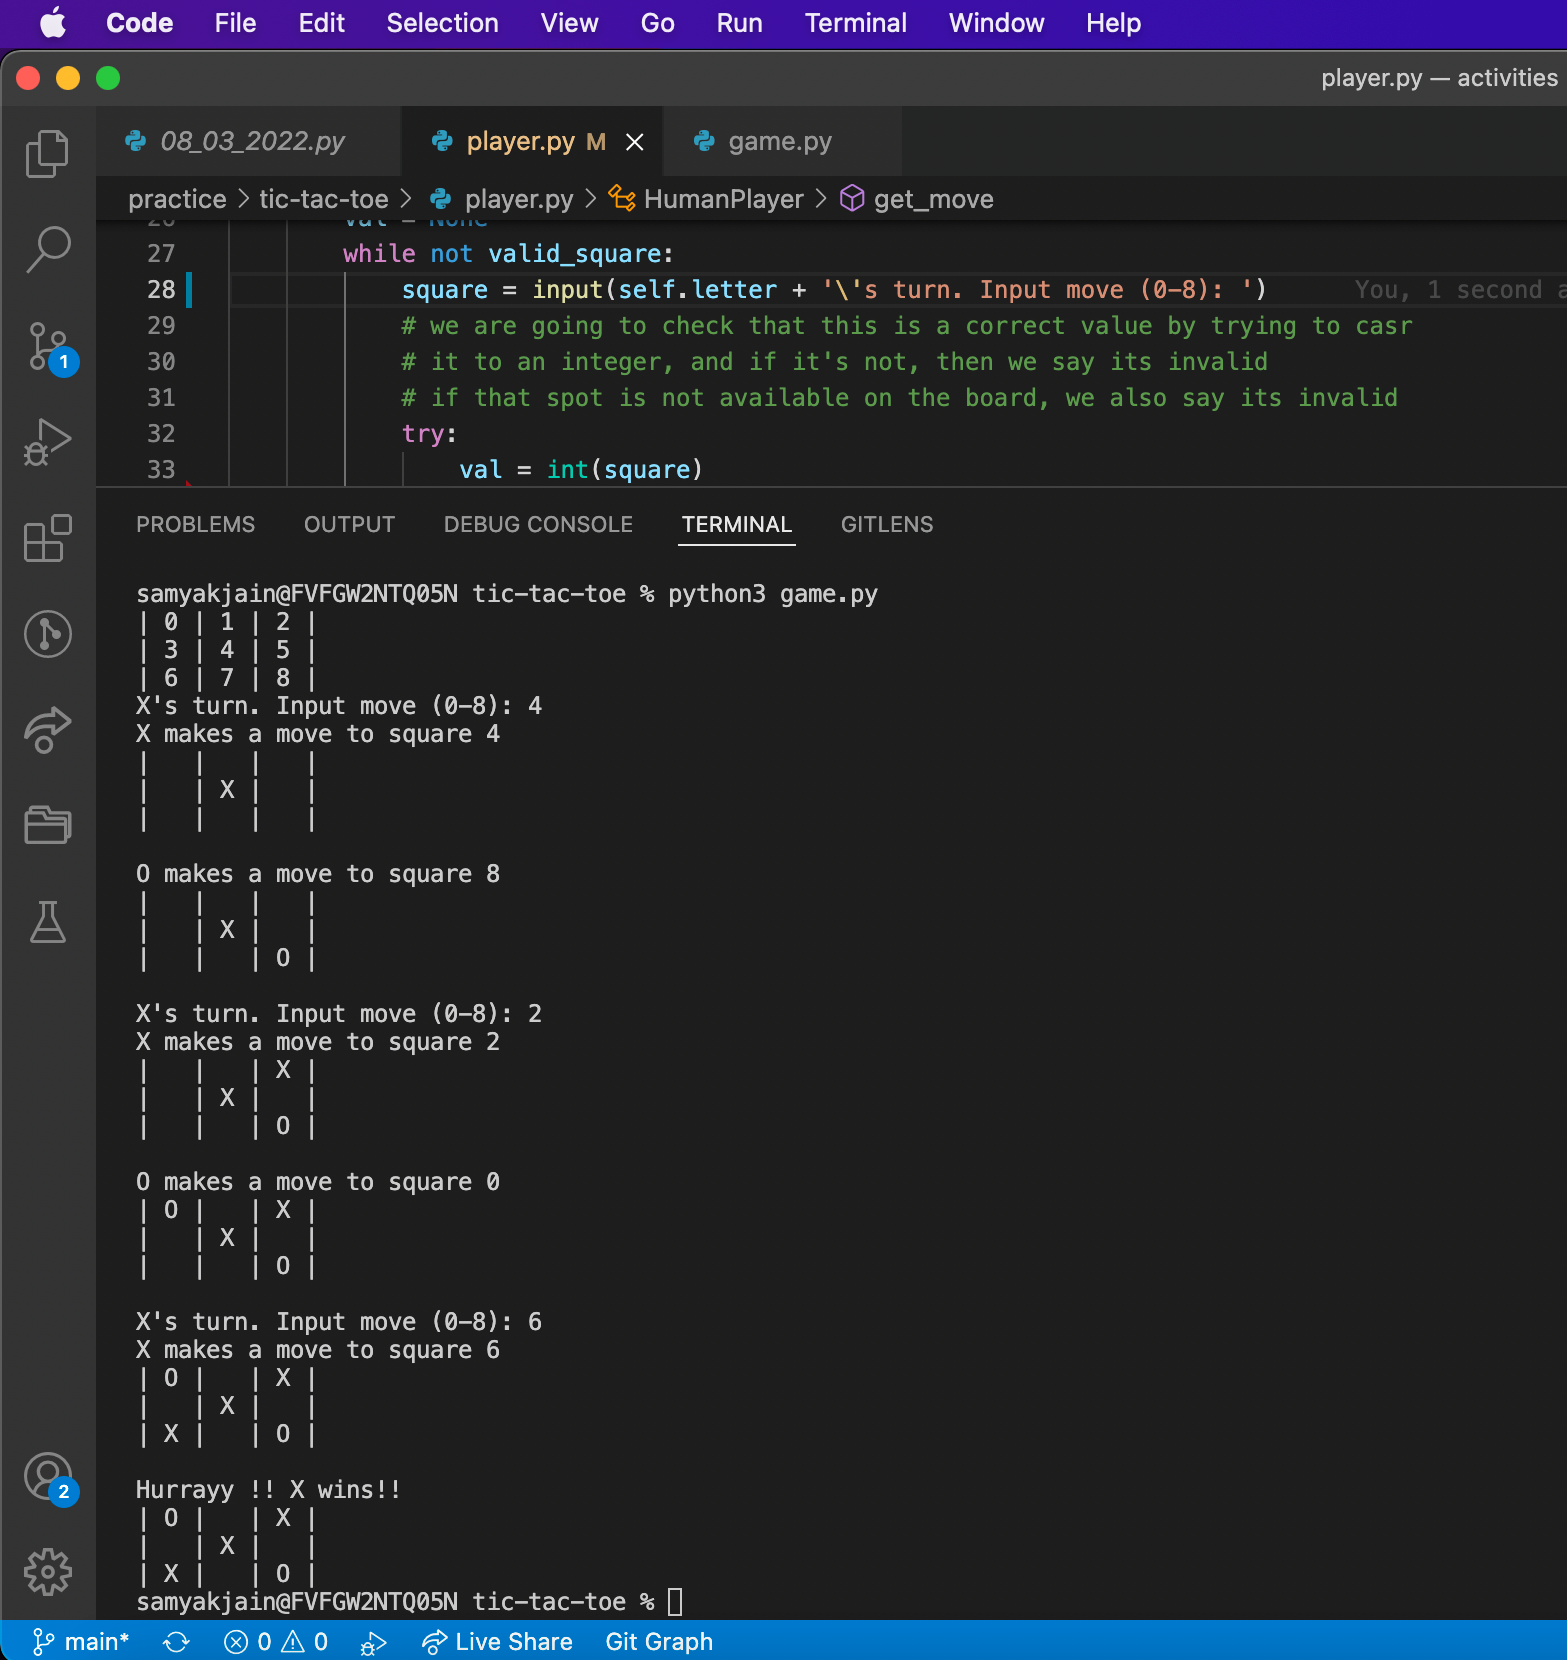 Code File Edit Selection View Go Run Terminal Window Help
player.py — activities
08_03_2022.py player.py M game.py
practice > tic-tac-toe > player.py > HumanPlayer > get_move
26 val = None
27 while not valid_square:
28 square = input(self.letter + '\'s turn. Input move (0-8): ') You, 1 second a
29 # we are going to check that this is a correct value by trying to casr
30 # it to an integer, and if it's not, then we say its invalid
31 # if that spot is not available on the board, we also say its invalid
32 try:
33 val = int(square)
1
PROBLEMS OUTPUT DEBUG CONSOLE TERMINAL GITLENS
samyakjain@FVFGW2NTQ05N tic-tac-toe % python3 game.py
| 0 | 1 | 2 |
| 3 | 4 | 5 |
| 6 | 7 | 8 |
X's turn. Input move (0-8): 4
X makes a move to square 4
|   |   |   |
|   | X |   |
|   |   |   |
O makes a move to square 8
|   |   |   |
|   | X |   |
|   |   | O |
X's turn. Input move (0-8): 2
X makes a move to square 2
|   |   | X |
|   | X |   |
|   |   | O |
O makes a move to square 0
| O |   | X |
|   | X |   |
|   |   | O |
X's turn. Input move (0-8): 6
X makes a move to square 6
| O |   | X |
|   | X |   |
| X |   | O |
Hurrayy !! X wins!!
| O |   | X |
|   | X |   |
| X |   | O |
samyakjain@FVFGW2NTQ05N tic-tac-toe %
2
main* 0 0 Live Share Git Graph